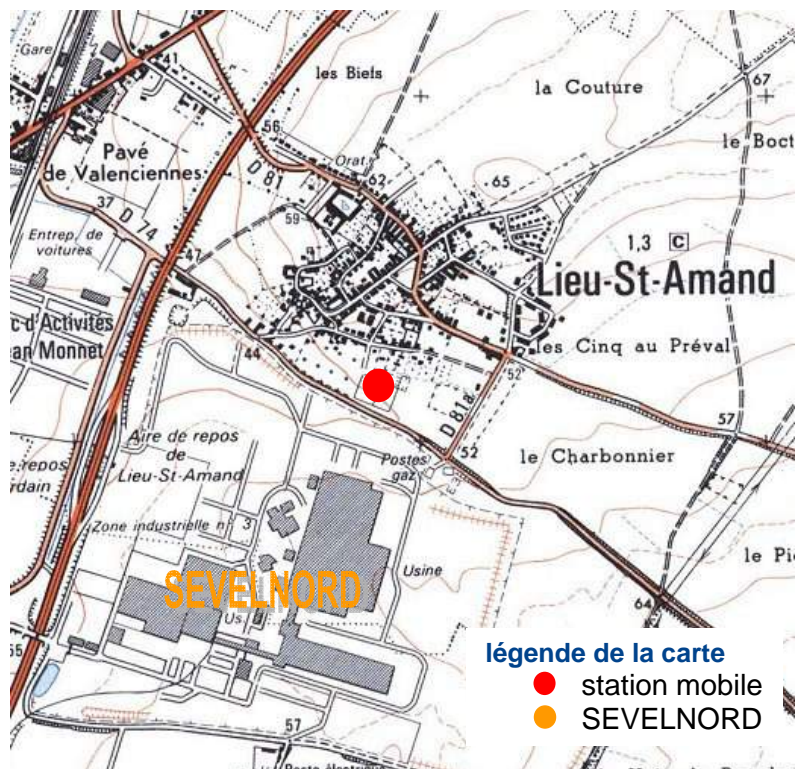 Gare
41
les Biefs
la Couture
67
56
Orat.
le Boct
Pavé
de Valenciennes
D 81
62
65
37
D 74
59
Entrep. de
voitures
47
1,3 C
Lieu-St-Amand
c d'Activités
an Monnet
44
les Cinq au Préval
52
D 81a
57
Aire de repos
de
Lieu-St-Amand
e repos
rdain
Postes
gaz
52
le Charbonnier
Zone industrielle n° 3
le Pi
Usine
SEVELNORD
Us.
64
légende de la carte
station mobile
SEVELNORD
57